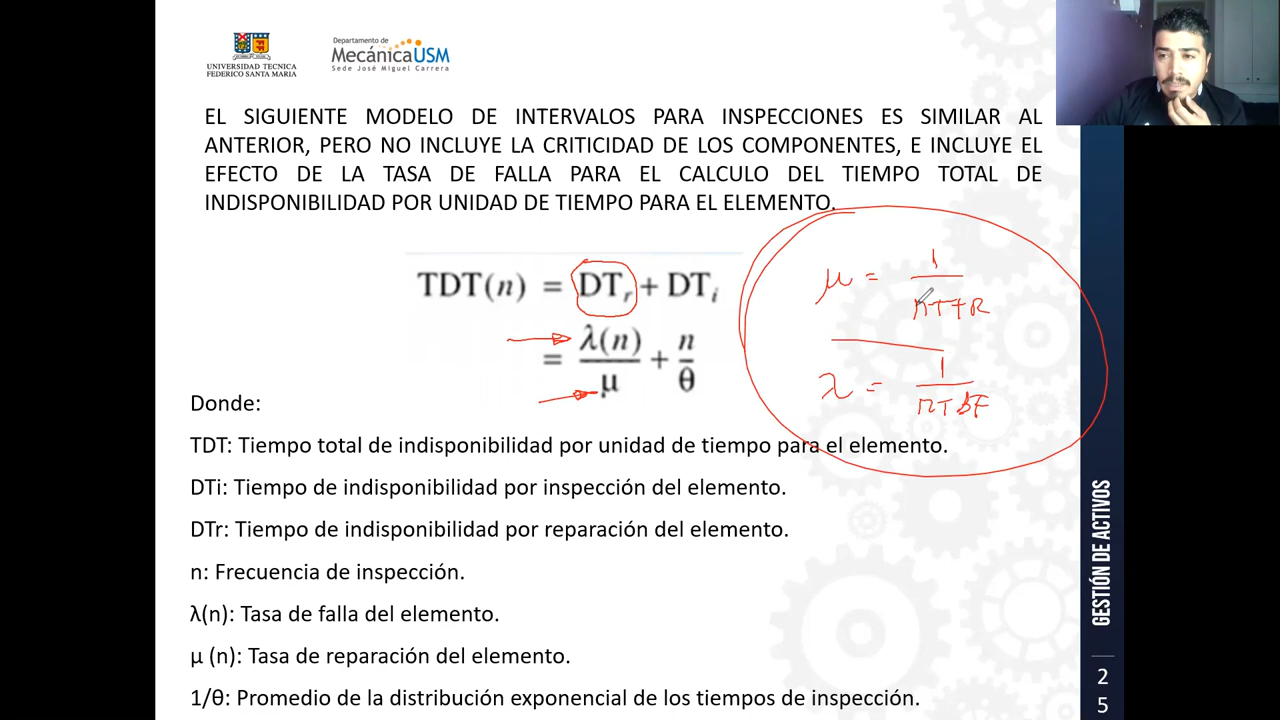 UNIVERSIDAD TECNICA
FEDERICO SANTA MARIA
Departamento de
MecánicaUSM
Sede José Miguel Carrera
EL SIGUIENTE MODELO DE INTERVALOS PARA INSPECCIONES ES SIMILAR AL
ANTERIOR, PERO NO INCLUYE LA CRITICIDAD DE LOS COMPONENTES, E INCLUYE EL
EFECTO DE LA TASA DE FALLA PARA EL CALCULO DEL TIEMPO TOTAL DE
INDISPONIBILIDAD POR UNIDAD DE TIEMPO PARA EL ELEMENTO.
TDT(n) = DTr + DTi
= λ(n)/μ + n/θ
μ = 1/MTTR
λ = 1/MTBF
Donde:
TDT: Tiempo total de indisponibilidad por unidad de tiempo para el elemento.
DTi: Tiempo de indisponibilidad por inspección del elemento.
DTr: Tiempo de indisponibilidad por reparación del elemento.
n: Frecuencia de inspección.
λ(n): Tasa de falla del elemento.
μ (n): Tasa de reparación del elemento.
1/θ: Promedio de la distribución exponencial de los tiempos de inspección.
GESTIÓN DE ACTIVOS
2
5